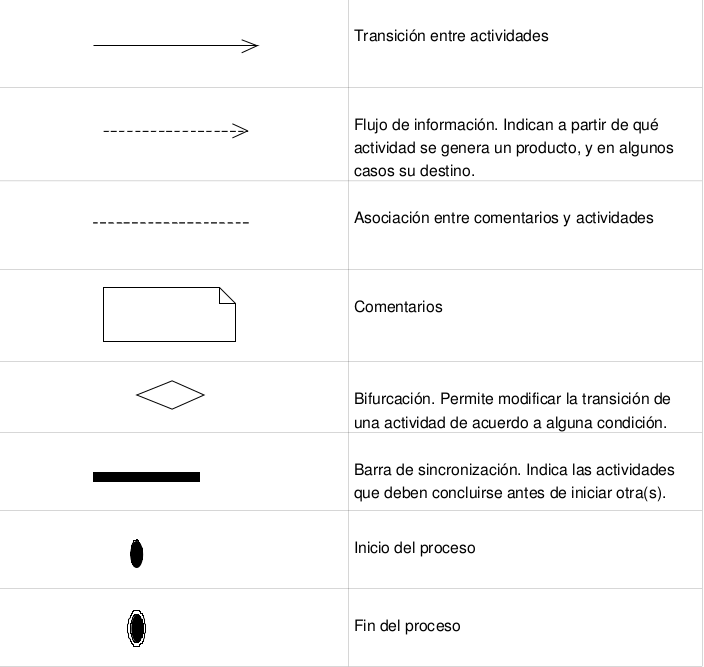 Transición entre actividades
Flujo de información. Indican a partir de qué
actividad se genera un producto, y en algunos
casos su destino.
Asociación entre comentarios y actividades
Comentarios
Bifurcación. Permite modificar la transición de
una actividad de acuerdo a alguna condición.
Barra de sincronización. Indica las actividades
que deben concluirse antes de iniciar otra(s).
Inicio del proceso
Fin del proceso